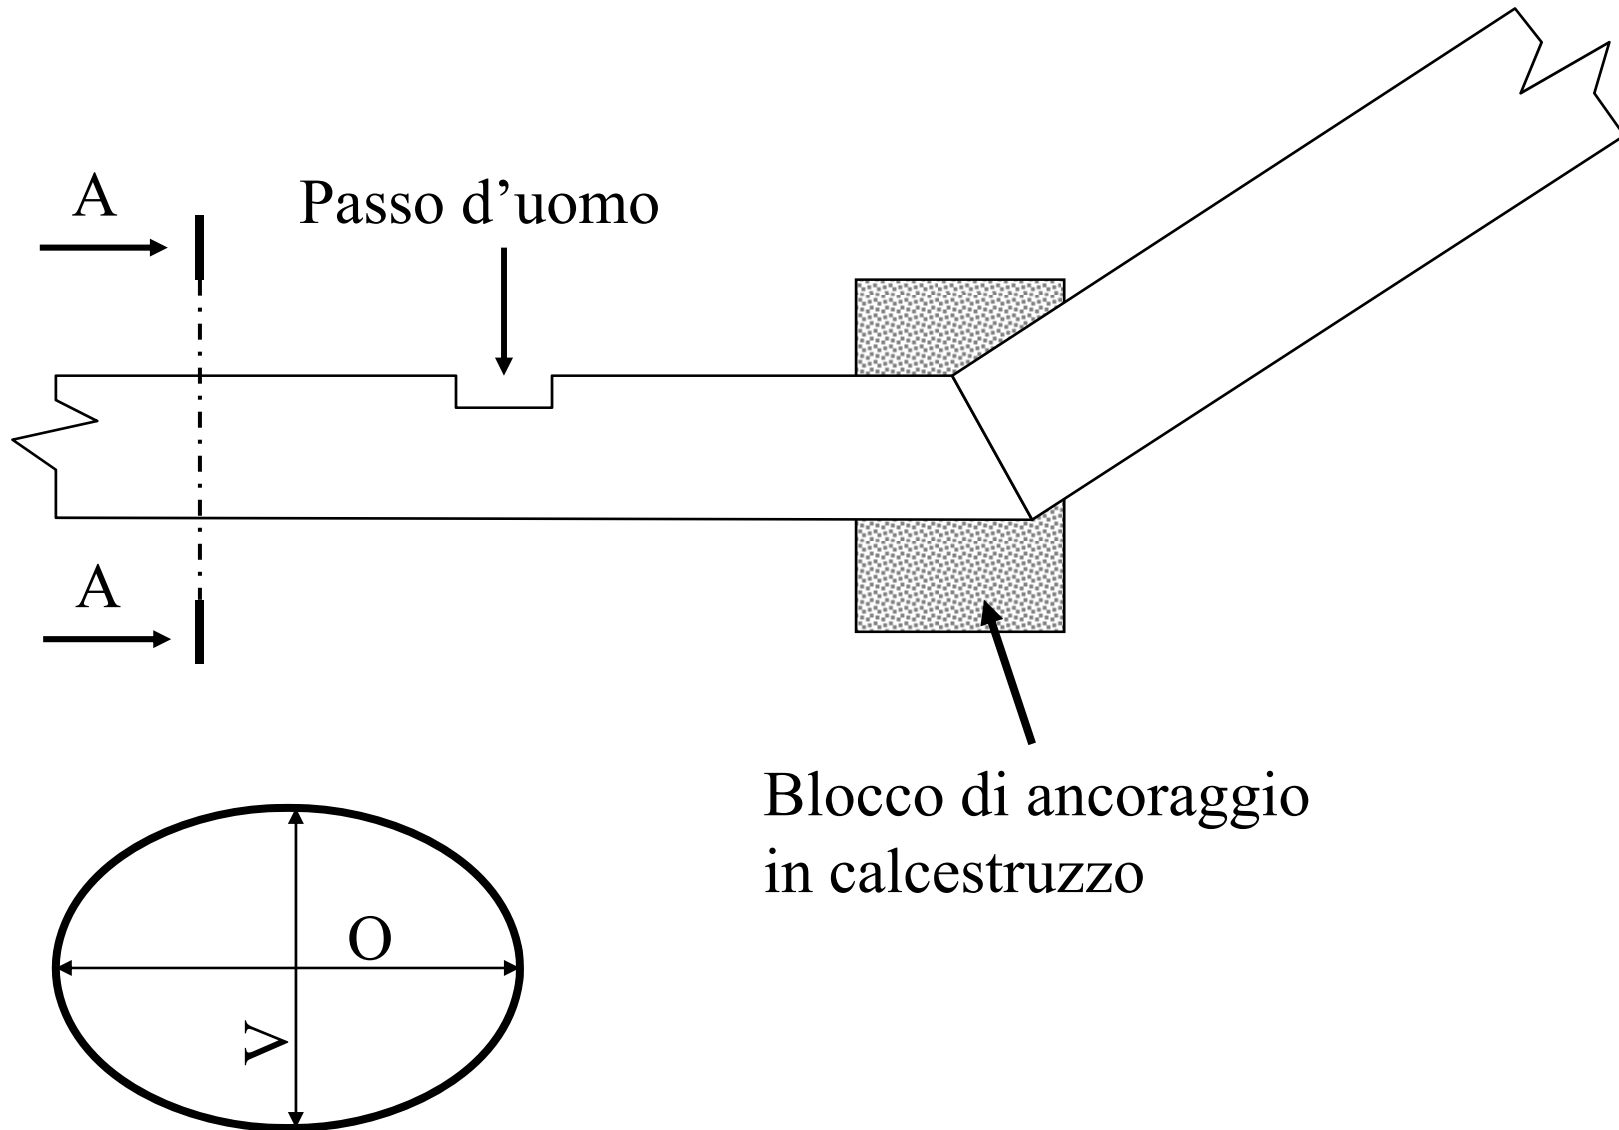 A
Passo d’uomo
A
Blocco di ancoraggio
in calcestruzzo
O
V